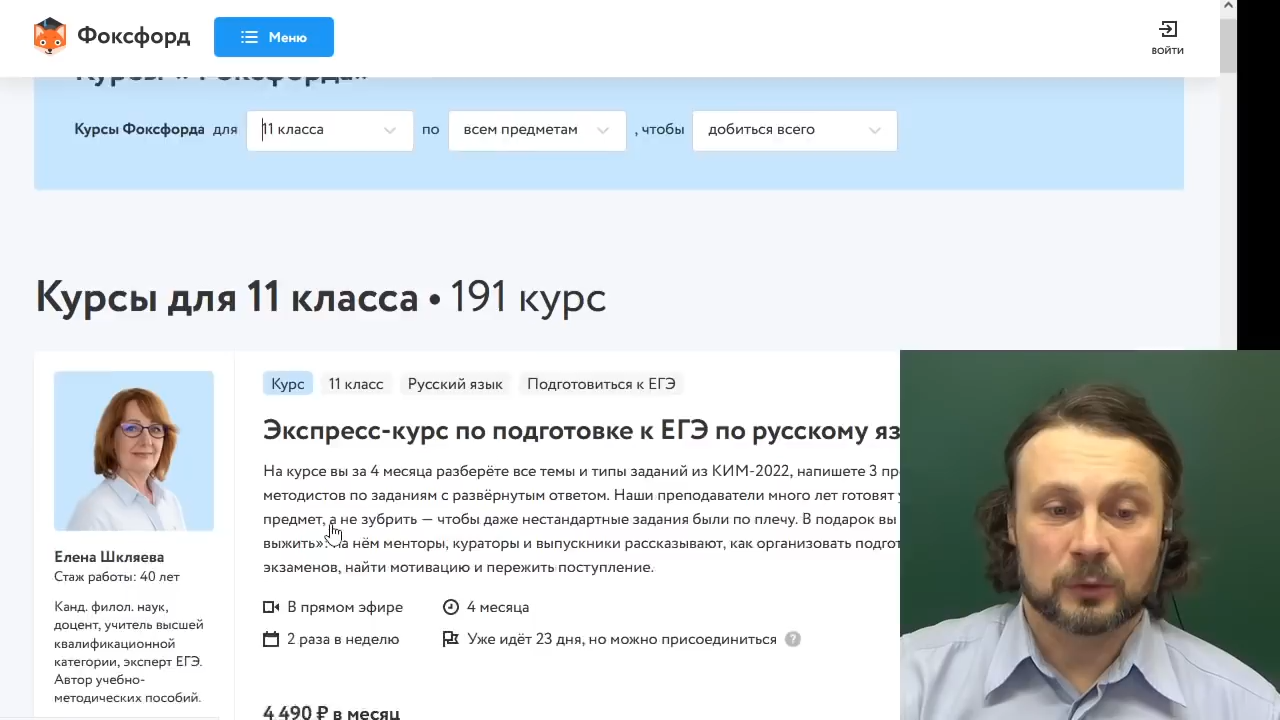 Фоксфорд
Меню
ВОЙТИ
Курсы Фоксфорда для 11 класса по всем предметам , чтобы добиться всего
Курсы для 11 класса • 191 курс
Курс 11 класс Русский язык Подготовиться к ЕГЭ
Экспресс-курс по подготовке к ЕГЭ по русскому яз
На курсе вы за 4 месяца разберёте все темы и типы заданий из КИМ-2022, напишете 3 пр
методистов по заданиям с развёрнутым ответом. Наши преподаватели много лет готовят
предмет, а не зубрить — чтобы даже нестандартные задания были по плечу. В подарок вы
выжить» нём менторы, кураторы и выпускники рассказывают, как организовать подгот
экзаменов, найти мотивацию и пережить поступление.
В прямом эфире 4 месяца
2 раза в неделю Уже идёт 23 дня, но можно присоединиться ?
4 490 ₽ в месяц
Елена Шкляева
Стаж работы: 40 лет
Канд. филол. наук,
доцент, учитель высшей
квалификационной
категории, эксперт ЕГЭ.
Автор учебно-
методических пособий.